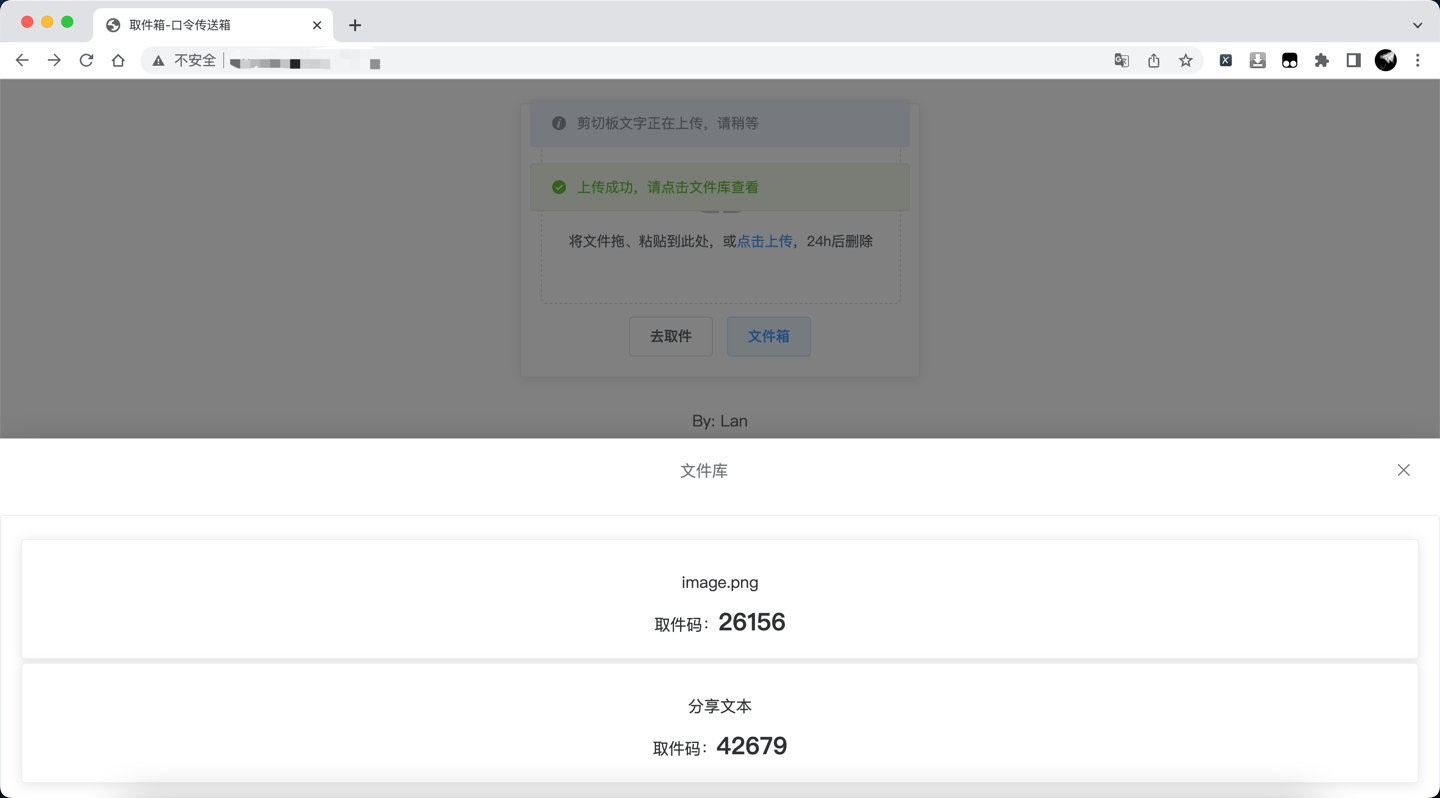 取件箱-口令传送箱
不安全
剪切板文字正在上传，请稍等
上传成功，请点击文件库查看
将文件拖、粘贴到此处，或点击上传，24h后删除
去取件
文件箱
By: Lan
文件库
image.png
取件码：26156
分享文本
取件码：42679